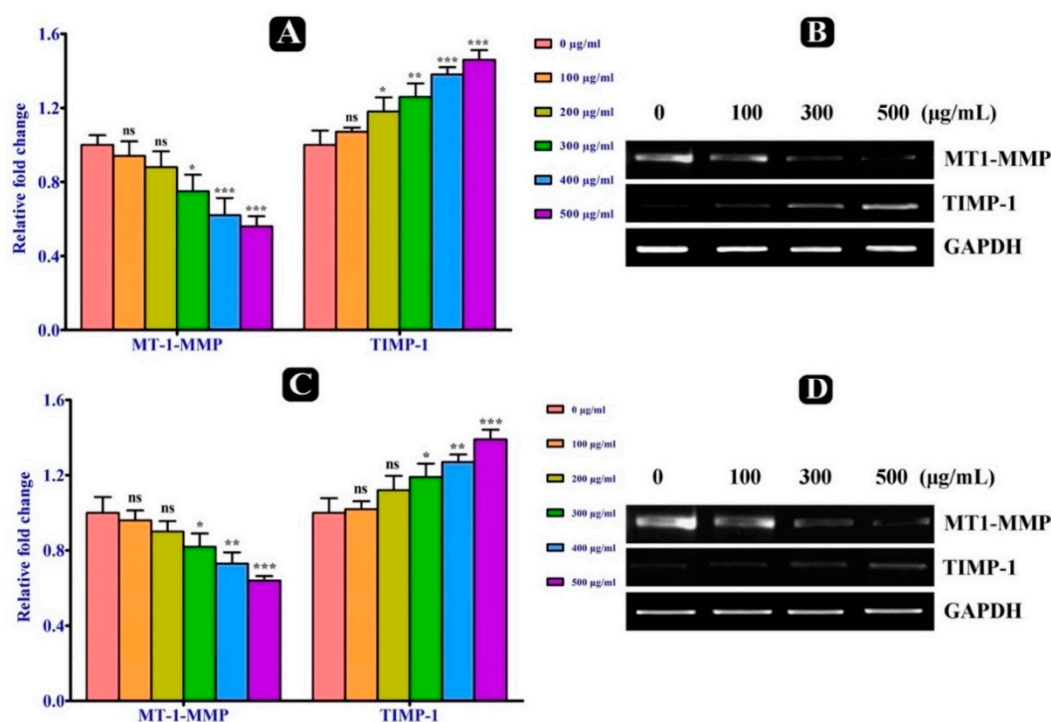 A
Relative fold change
1.6
1.2
0.8
0.4
0.0
ns
ns
*
***
***
ns
*
**
***
***
MT-1-MMP
TIMP-1
0 µg/ml
100 µg/ml
200 µg/ml
300 µg/ml
400 µg/ml
500 µg/ml
B
0 100 300 500 (µg/mL)
MT1-MMP
TIMP-1
GAPDH
C
Relative fold change
1.6
1.2
0.8
0.4
0.0
ns
ns
*
**
***
ns
ns
*
**
***
MT-1-MMP
TIMP-1
0 µg/ml
100 µg/ml
200 µg/ml
300 µg/ml
400 µg/ml
500 µg/ml
D
0 100 300 500 (µg/mL)
MT1-MMP
TIMP-1
GAPDH